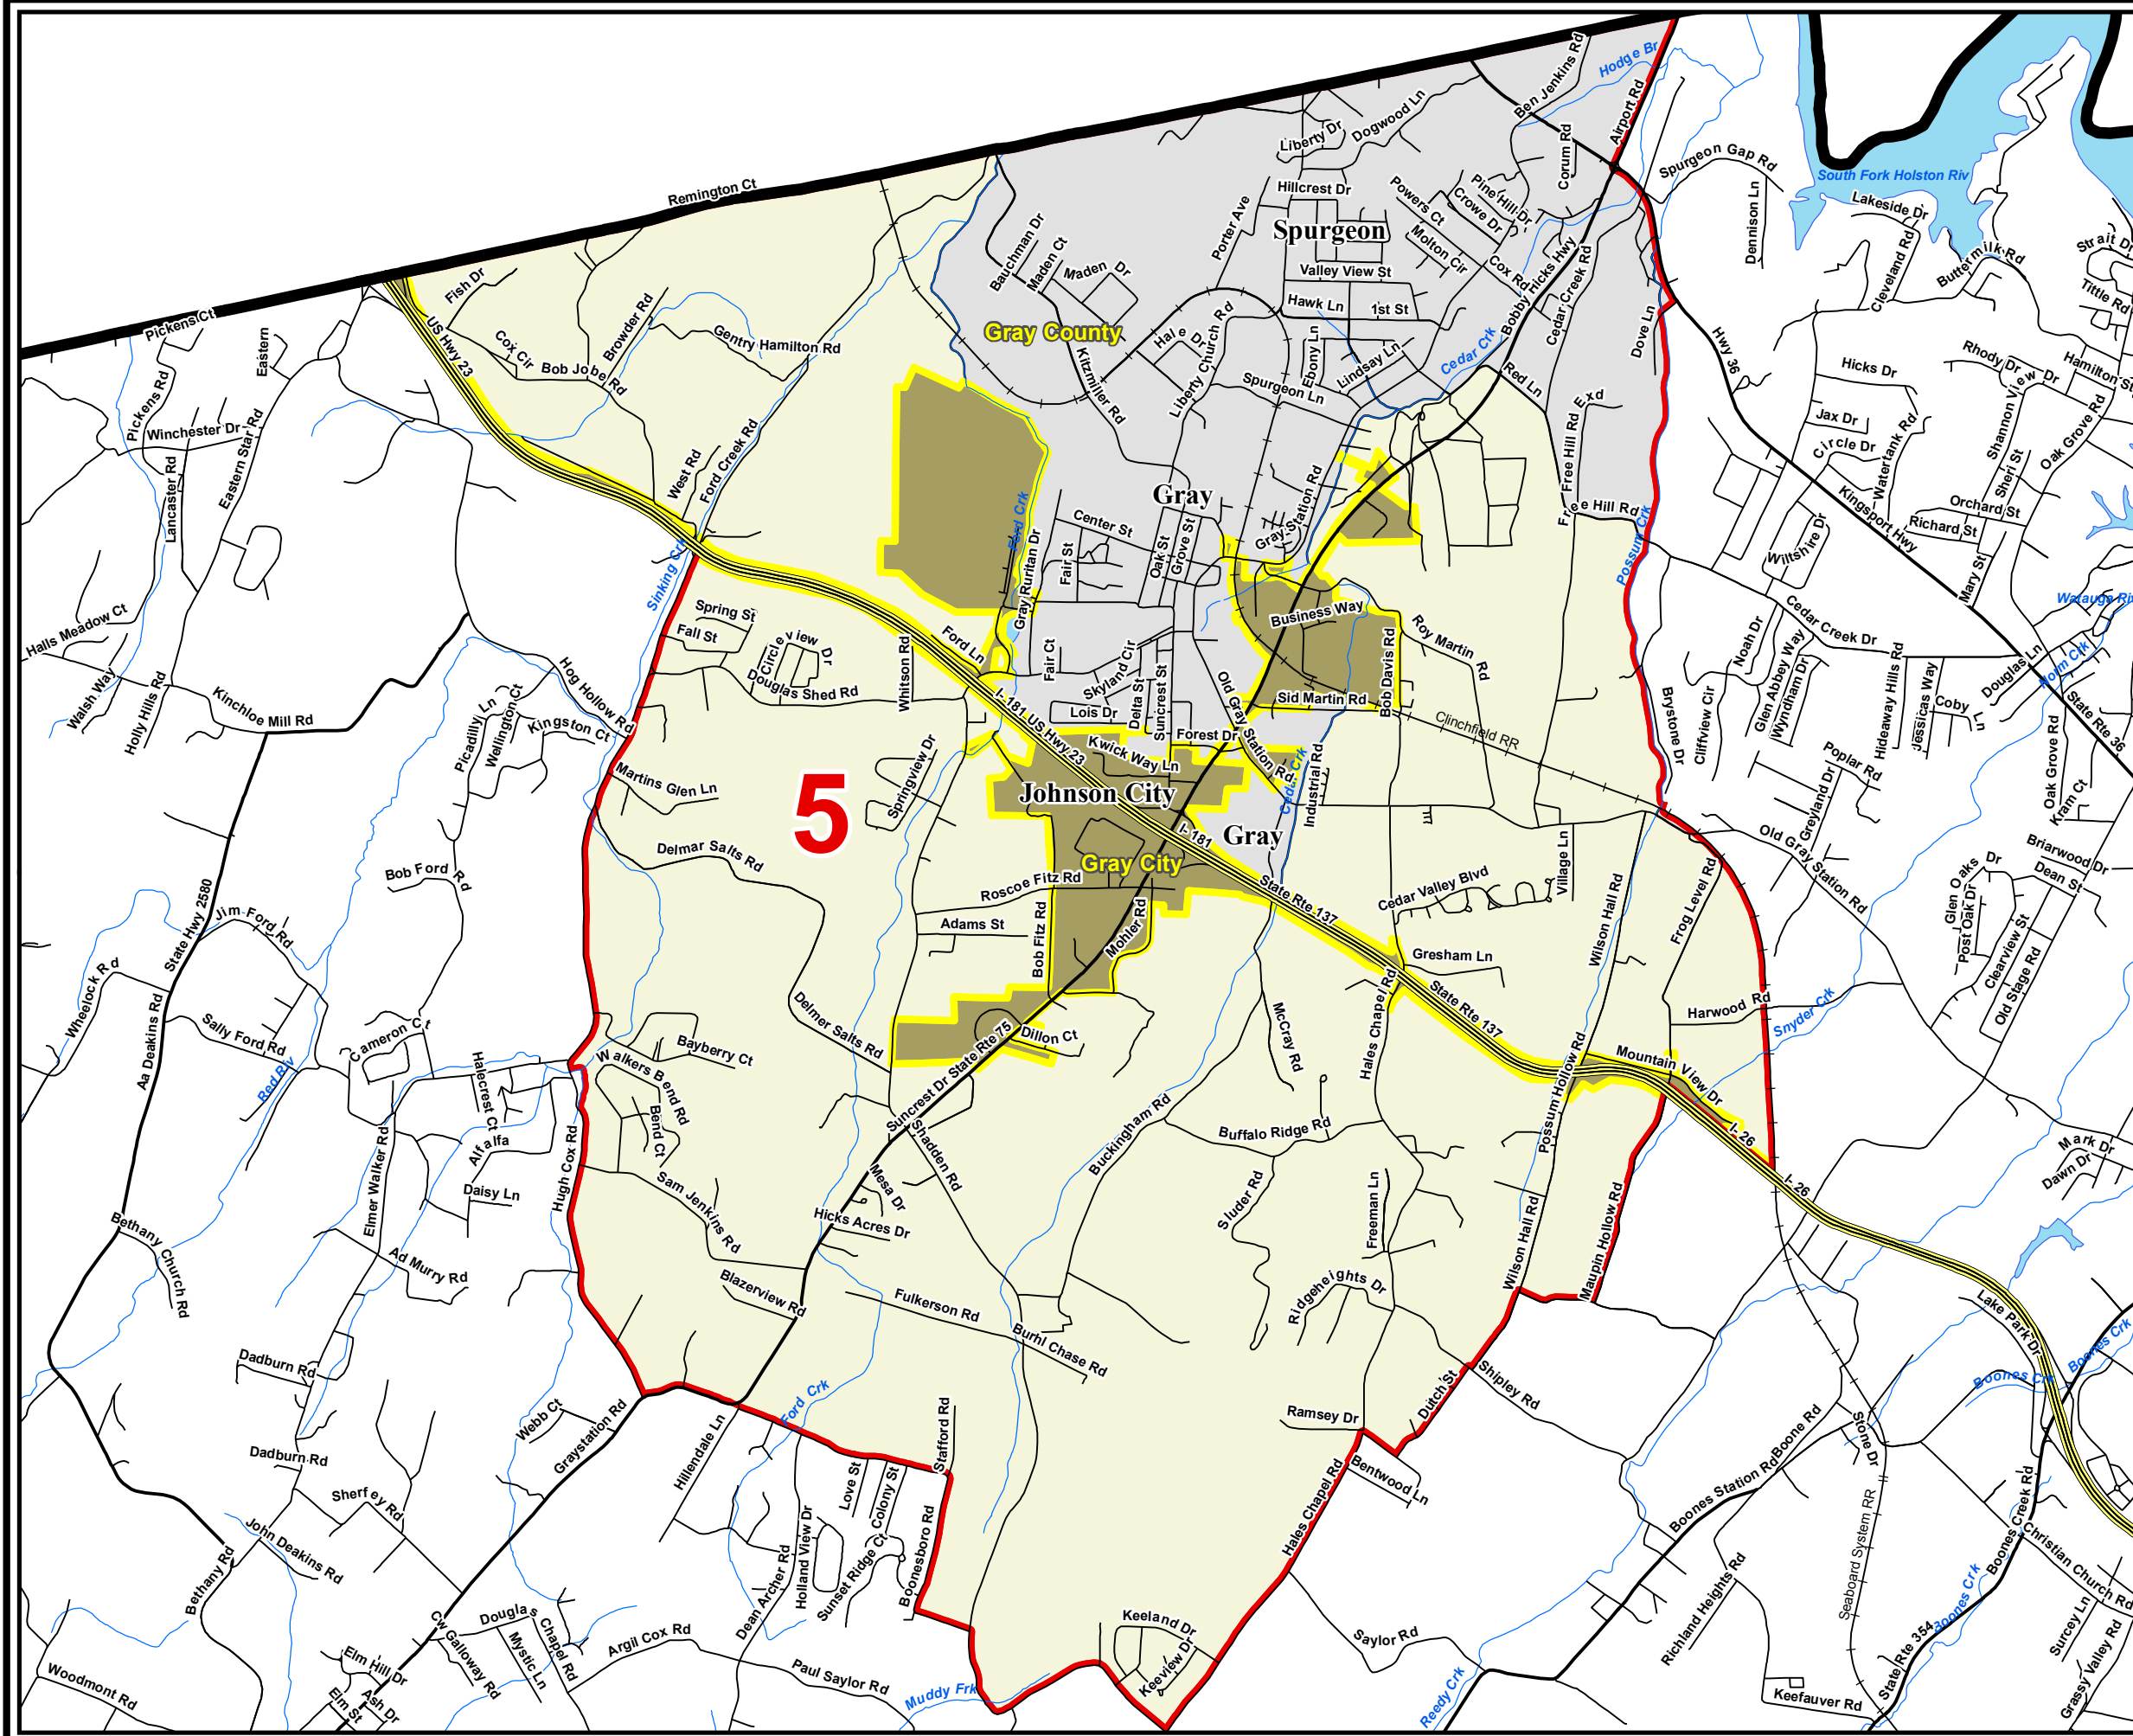 Hodge Br
Ben Jenkins Rd
Airport Rd
Dogwood Ln
Liberty Dr
Corum Rd
Spurgeon Gap Rd
South Fork Holston Riv
Remington Ct
Hillcrest Dr
Powers Ct
Pine Hill Dr
Crowe Dr
Dennison Ln
Lakeside Dr
Porter Ave
Spurgeon
Molton Cir
Bauchman Dr
Maden Ct
Maden Dr
Valley View St
Cox Rd
Bobby Hicks Hwy
Cedar Creek Rd
Cleveland Rd
Buttermilk Rd
Strait Dr
Tittle Rd
Fish Dr
Pickens Ct
Eastern
US Hwy 23
Cox Cir
Bob Jobe Rd
Browder Rd
Gentry Hamilton Rd
Gray County
Hale Dr
Liberty Church Rd
Hawk Ln
1st St
Ebony Ln
Lindsay Ln
Cedar Crk
Dove Ln
Hwy 36
Rhody Dr
Hamilton St
Shannon View Dr
Hicks Dr
Kitzmiller Rd
Spurgeon Ln
Red Ln
Free Hill Rd
Exd
Jax Dr
Circle Dr
Watertank Rd
Oak Grove Rd
Sheri St
Pickens Rd
Winchester Dr
Lancaster Rd
Eastern Star Rd
West Rd
Ford Creek Rd
Gray
Gray Station Rd
Center St
Fair St
Oak St
Grove St
Free Hill Rd
Possum Crk
Kingsport Hwy
Orchard St
Richard St
Wiltshire Dr
Mary St
Ford Crk
Gray Ruritan Dr
Sinking Crk
Halls Meadow Ct
Spring St
Fall St
Circleview Dr
Whitson Rd
Ford Ln
Business Way
Roy Martin Rd
Bob Davis Rd
Cedar Creek Dr
Noah Dr
Glen Abbey Way
Wyndham Dr
Douglas Ln
Walsh Way
Holly Hills Rd
Kinchloe Mill Rd
Hog Hollow Rd
Picadilly Ln
Wellington Ct
Kingston Ct
Douglas Shed Rd
Fair Ct
Skyland Cir
Lois Dr
Delta St
Suncrest St
Old Gray Station Rd
Sid Martin Rd
Clinchfield RR
Brystone Dr
Cliffview Cir
Hideaway Hills Rd
Jessicas Way
Coby Ln
State Rte 36
I-181 US Hwy 23
Kwick Way Ln
Forest Dr
Cedar Crk
Industrial Rd
Poplar Rd
Oak Grove Rd
Kram Ct
Martins Glen Ln
5
Springview Dr
Johnson City
I-181
Gray
Greyland Dr
Old Gray Station Rd
Briarwood Dr
Dean St
Delmar Salts Rd
Gray City
Roscoe Fitz Rd
State Rte 137
Cedar Valley Blvd
Village Ln
Wilson Hall Rd
Frog Level Rd
Glen Oaks Dr
Post Oak Dr
Clearview St
Old Stage Rd
Bob Ford Rd
Jim Ford Rd
State Hwy 2580
Adams St
Bob Fitz Rd
Mohler Rd
Gresham Ln
Wheelock Rd
Aa Deakins Rd
Sally Ford Rd
Cameron Ct
Red Riv
Halecrest Ct
Delmer Salts Rd
Walkers Bend Rd
Bayberry Ct
Dillon Ct
Suncrest Dr State Rte 75
McCray Rd
Hales Chapel Rd
State Rte 137
Harwood Rd
Snyder Crk
Mountain View Dr
Possum Hollow Rd
I-26
I-26
Alfalfa
Daisy Ln
Elmer Walker Rd
Hugh Cox Rd
Bend Ct
Sam Jenkins Rd
Mesa Dr
Hicks Acres Dr
Shadden Rd
Buckingham Rd
Buffalo Ridge Rd
Sluder Rd
Freeman Ln
Wilson Hall Rd
Maupin Hollow Rd
Mark Dr
Dawn Dr
Bethany Church Rd
Ad Murry Rd
Blazerview Rd
Fulkerson Rd
Burhl Chase Rd
Ridgeheights Dr
Lake Park Dr
Boones Crk
Boones Crk
Dadburn Rd
Webb Ct
Graystation Rd
Ford Crk
Stafford Rd
Ramsey Dr
Dutch St
Shipley Rd
Dadburn Rd
Hillendale Ln
Love St
Colony St
Bentwood Ln
Hales Chapel Rd
Boones Station Rd
Boone Rd
Stone Dr
Sherfey Rd
John Deakins Rd
Bethany Rd
Dean Archer Rd
Holland View Dr
Sunset Ridge Ct
Boonesboro Rd
Seaboard System RR
Boones Creek Rd
Christian Church Rd
Richland Heights Rd
Boones Crk
Surcey Ln
Grassy Valley Rd
Cw Galloway Rd
Douglas Chapel Rd
Mystic Ln
Argil Cox Rd
Paul Saylor Rd
Muddy Frk
Keeland Dr
Keeview Dr
Saylor Rd
Reedy Crk
Keefauver Rd
State Rte 354
Woodmont Rd
Elm Hill Dr
Elm St
Ash Dr